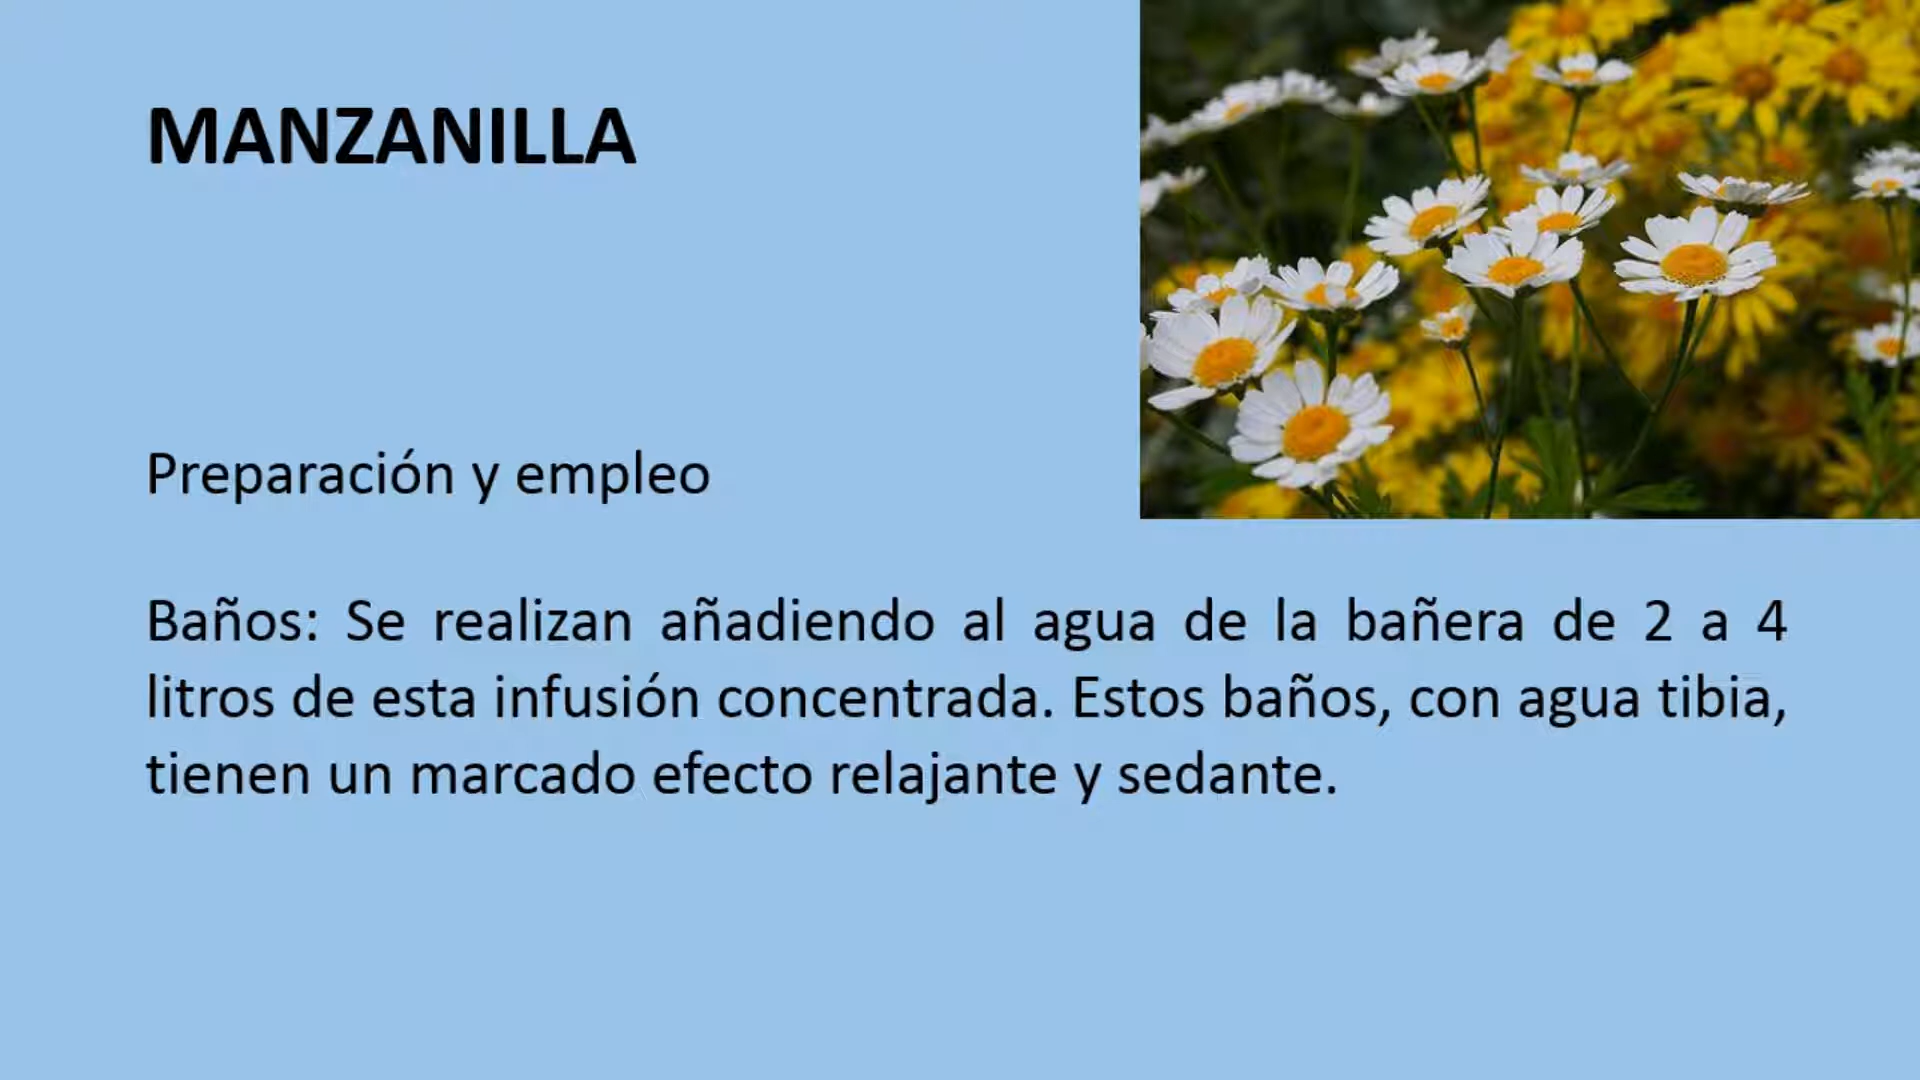 MANZANILLA
Preparación y empleo
Baños: Se realizan añadiendo al agua de la bañera de 2 a 4
litros de esta infusión concentrada. Estos baños, con agua tibia,
tienen un marcado efecto relajante y sedante.